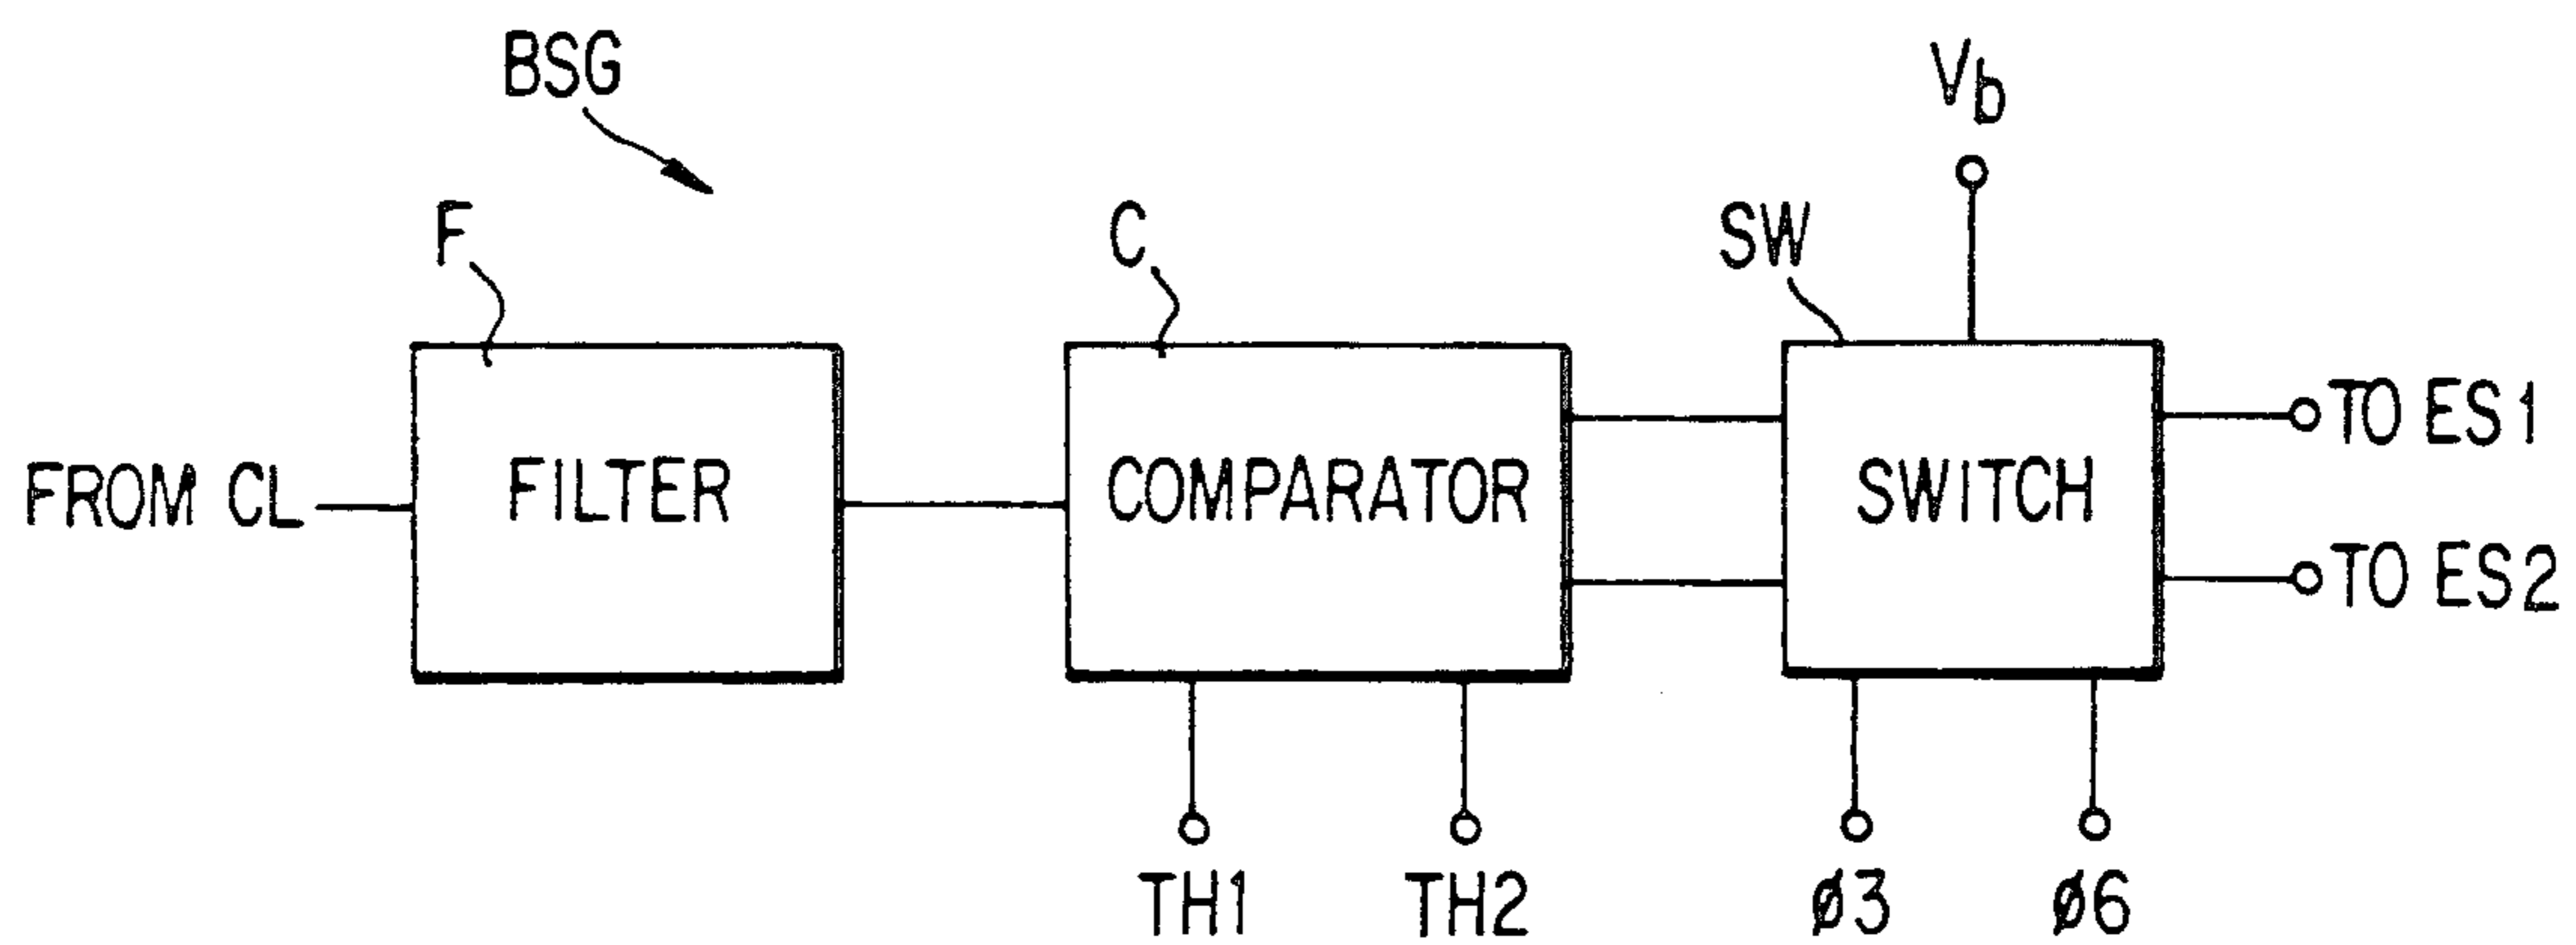 BSG
Vb
F
C
SW
FROM CL
FILTER
COMPARATOR
SWITCH
TO ES1
TO ES2
TH1
TH2
ø3
ø6